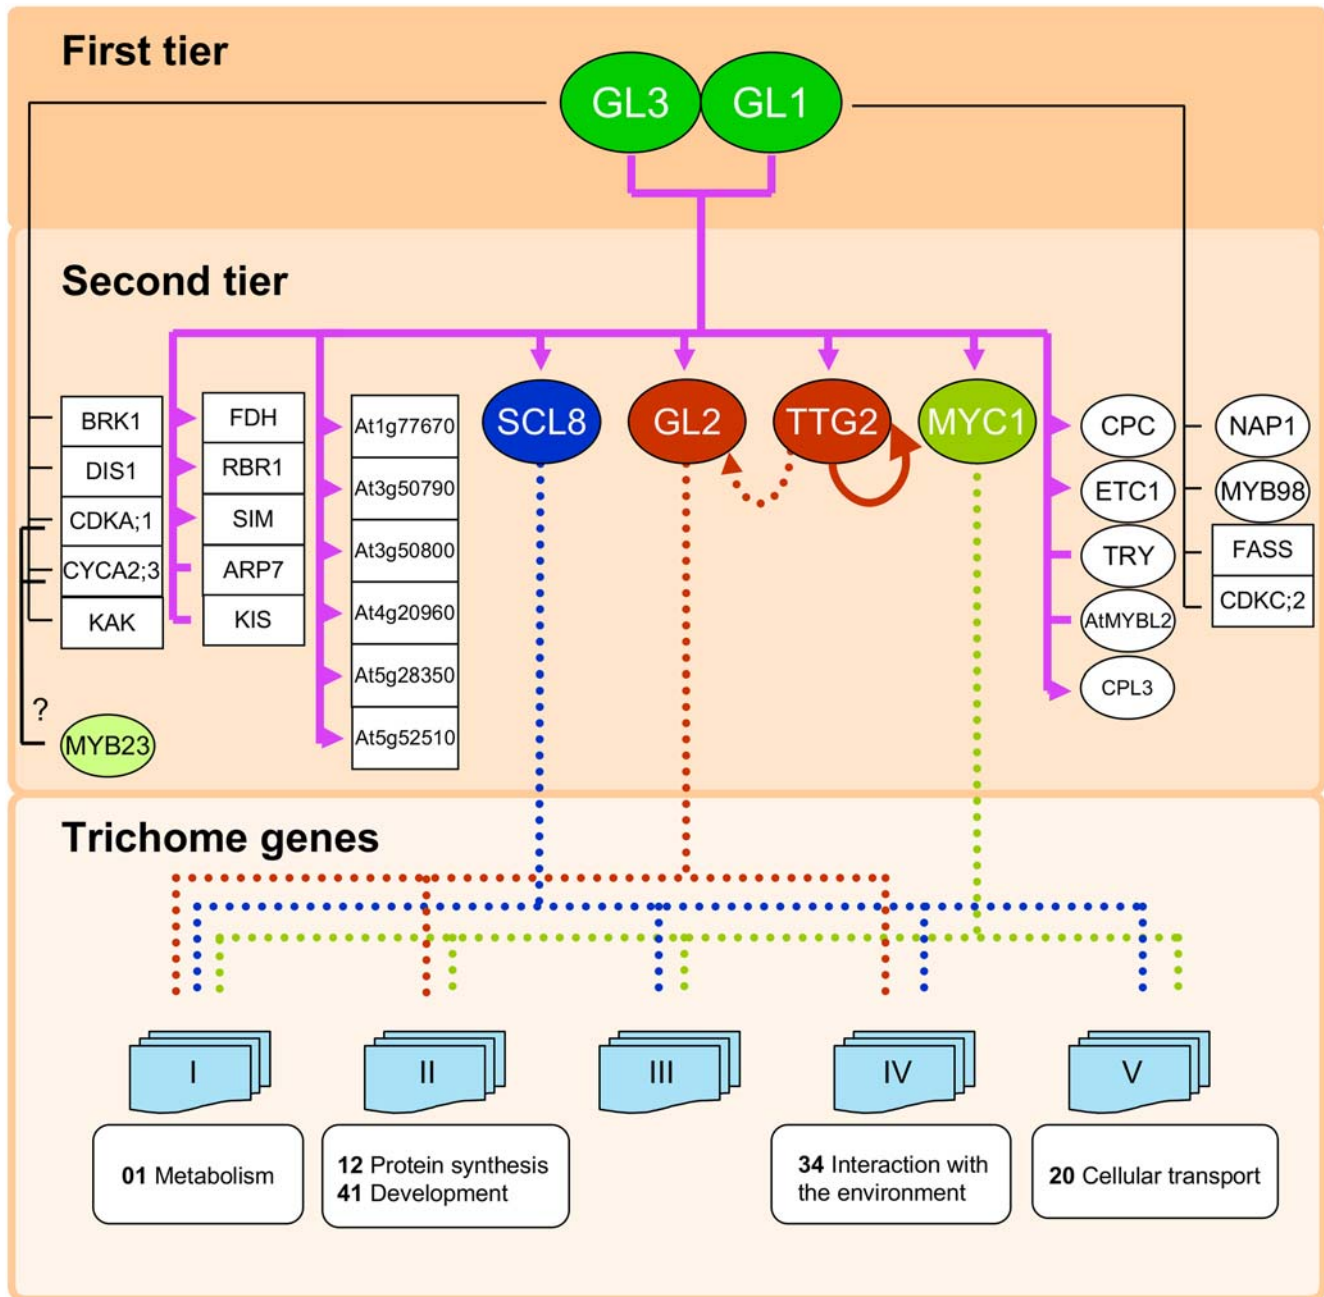 First tier
GL3
GL1
Second tier
BRK1
DIS1
CDKA;1
CYCA2;3
KAK
?
MYB23
FDH
RBR1
SIM
ARP7
KIS
At1g77670
At3g50790
At3g50800
At4g20960
At5g28350
At5g52510
SCL8
GL2
TTG2
MYC1
CPC
ETC1
TRY
AtMYBL2
CPL3
NAP1
MYB98
FASS
CDKC;2
Trichome genes
I
II
III
IV
V
01 Metabolism
12 Protein synthesis
41 Development
34 Interaction with
the environment
20 Cellular transport